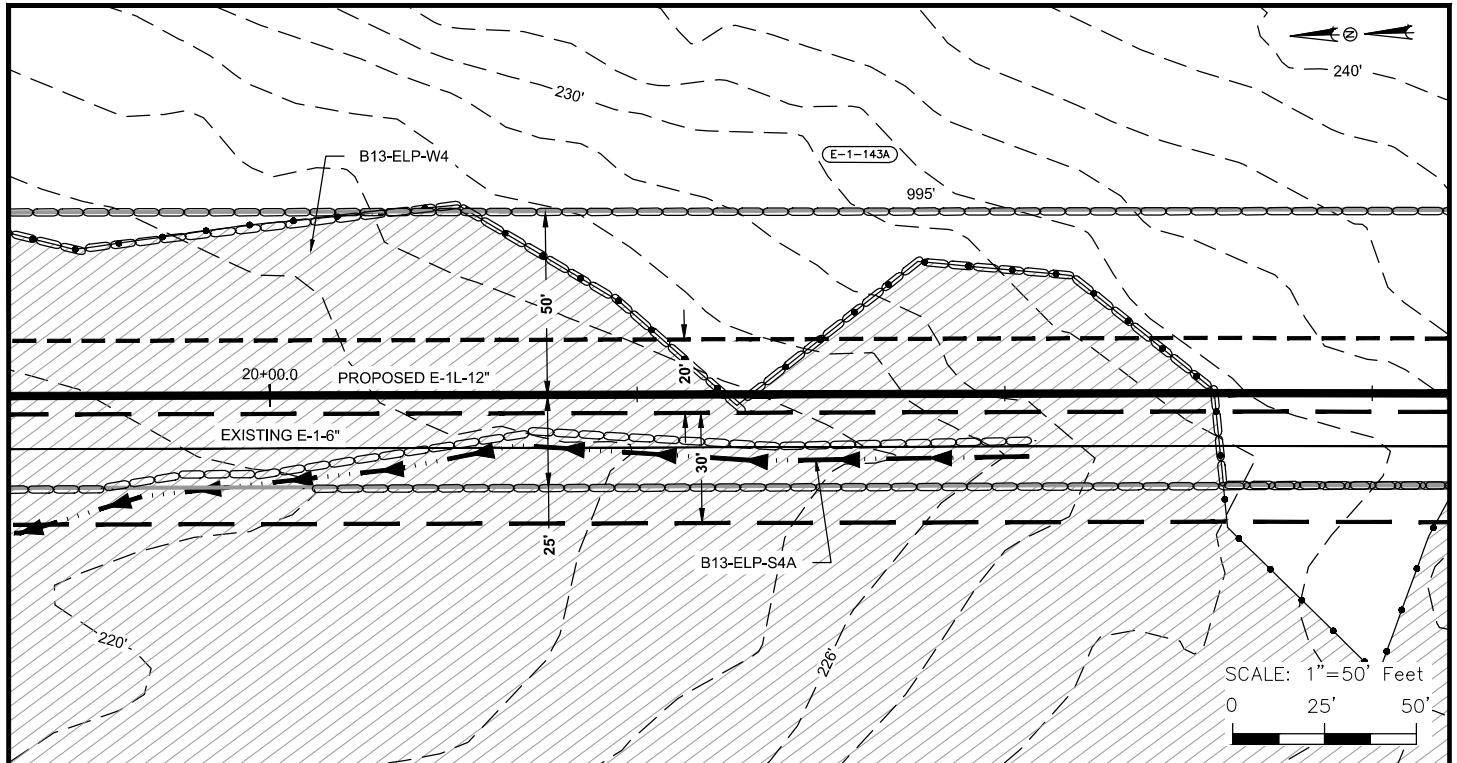 N
240'
230'
B13-ELP-W4
E-1-143A
995'
50'
20'
20+00.0 PROPOSED E-1L-12"
EXISTING E-1-6"
30'
25'
B13-ELP-S4A
220'
226'
SCALE: 1"=50' Feet
0 25' 50'